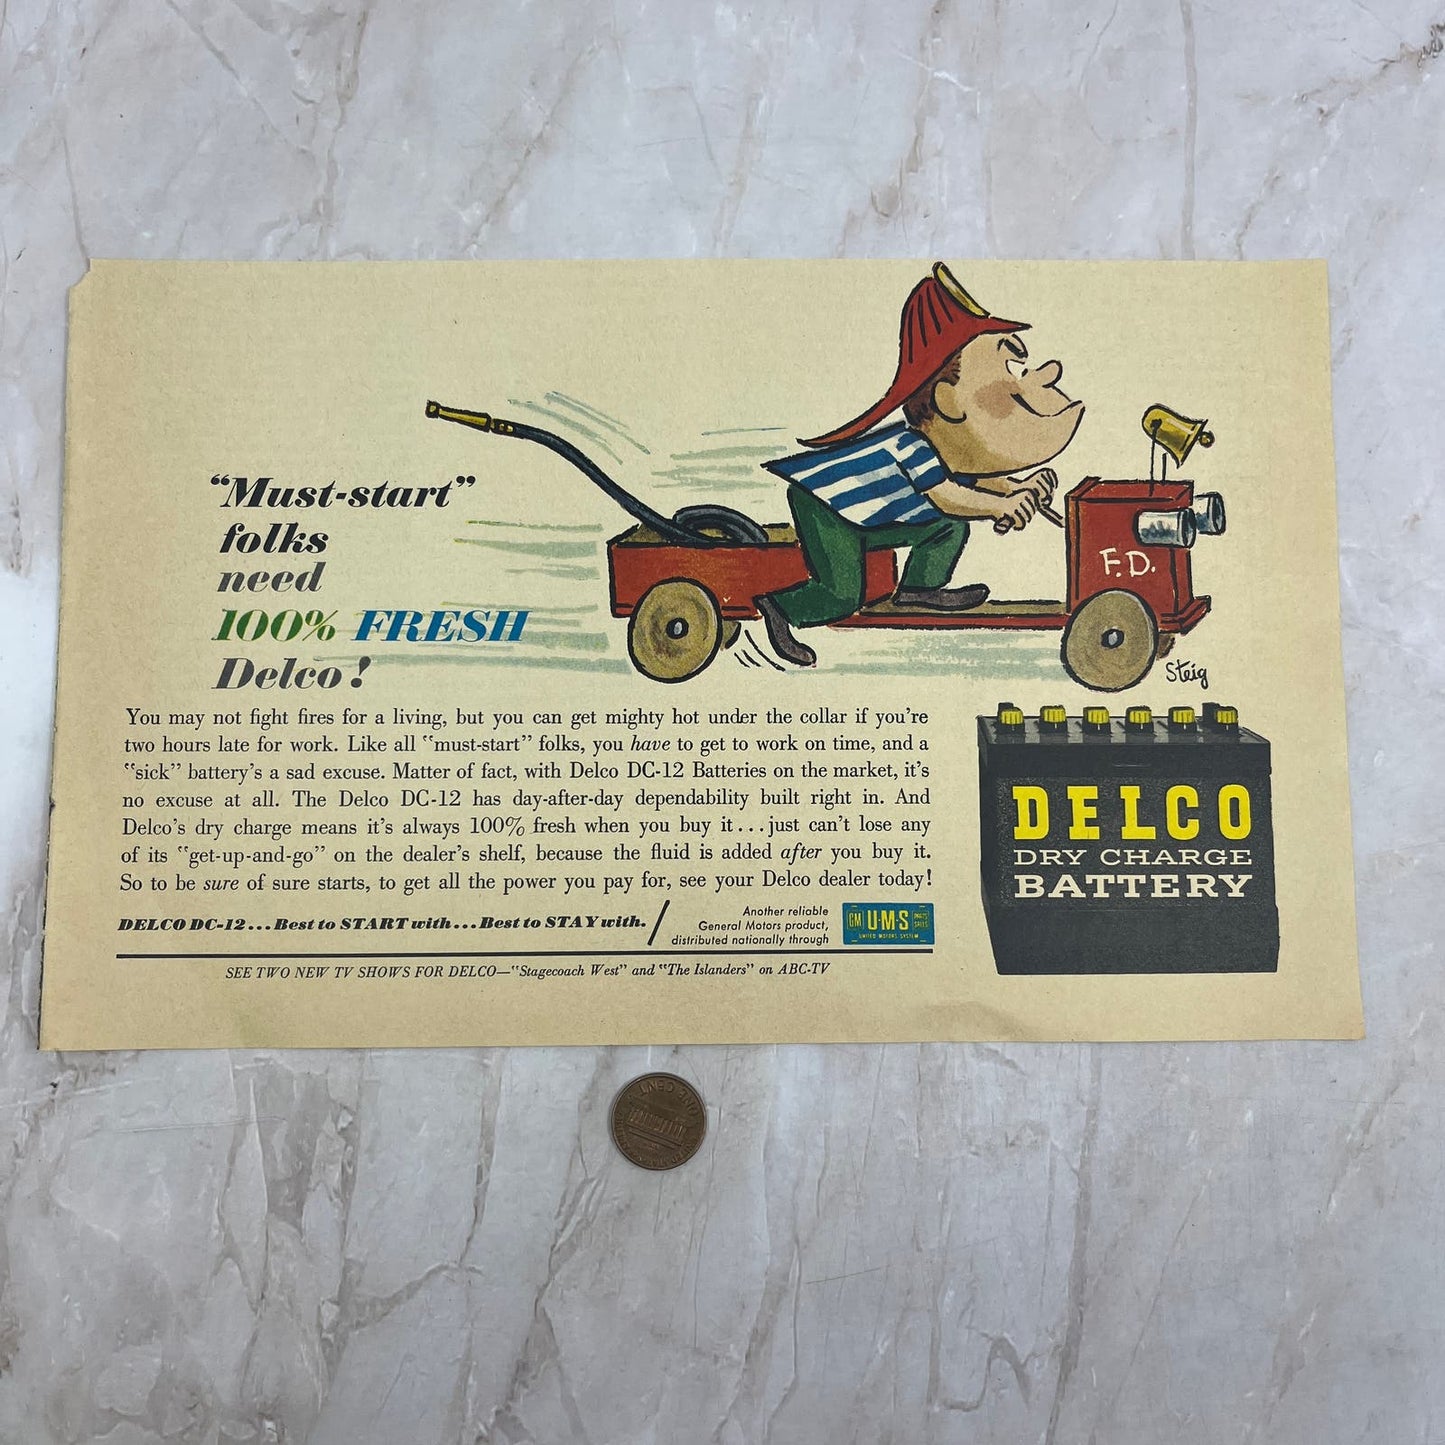 “Must-start”
folks
need
100% FRESH
Delco!
F.D.
Steig
You may not fight fires for a living, but you can get mighty hot under the collar if you're
two hours late for work. Like all “must-start” folks, you have to get to work on time, and a
“sick” battery's a sad excuse. Matter of fact, with Delco DC-12 Batteries on the market, it's
no excuse at all. The Delco DC-12 has day-after-day dependability built right in. And
Delco's dry charge means it's always 100% fresh when you buy it...just can't lose any
of its “get-up-and-go” on the dealer's shelf, because the fluid is added after you buy it.
So to be sure of sure starts, to get all the power you pay for, see your Delco dealer today!
DELCO DC-12...Best to START with...Best to STAY with.
Another reliable
General Motors product,
distributed nationally through
GM U·M·S PARTS SALES
UNITED MOTORS SYSTEM
SEE TWO NEW TV SHOWS FOR DELCO—“Stagecoach West” and “The Islanders” on ABC-TV
DELCO
DRY CHARGE
BATTERY
ONE CENT